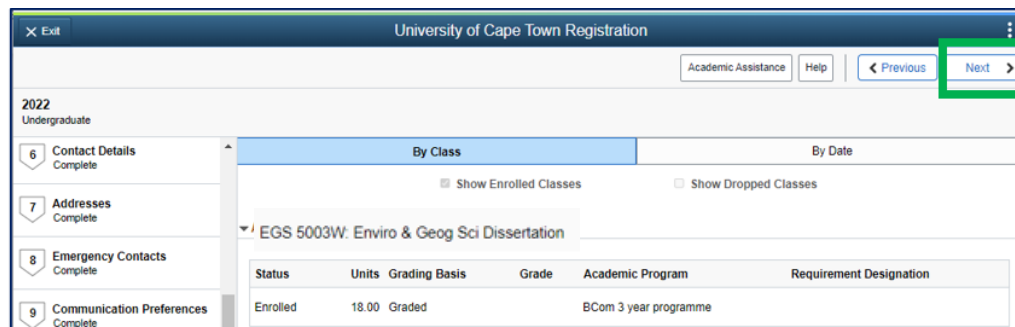 Exit
University of Cape Town Registration
Academic Assistance
Help
Previous
Next
2022
Undergraduate
6
Contact Details
Complete
7
Addresses
Complete
8
Emergency Contacts
Complete
9
Communication Preferences
Complete
By Class
By Date
Show Enrolled Classes
Show Dropped Classes
EGS 5003W: Enviro & Geog Sci Dissertation
Status Units Grading Basis Grade Academic Program Requirement Designation
Enrolled 18.00 Graded BCom 3 year programme